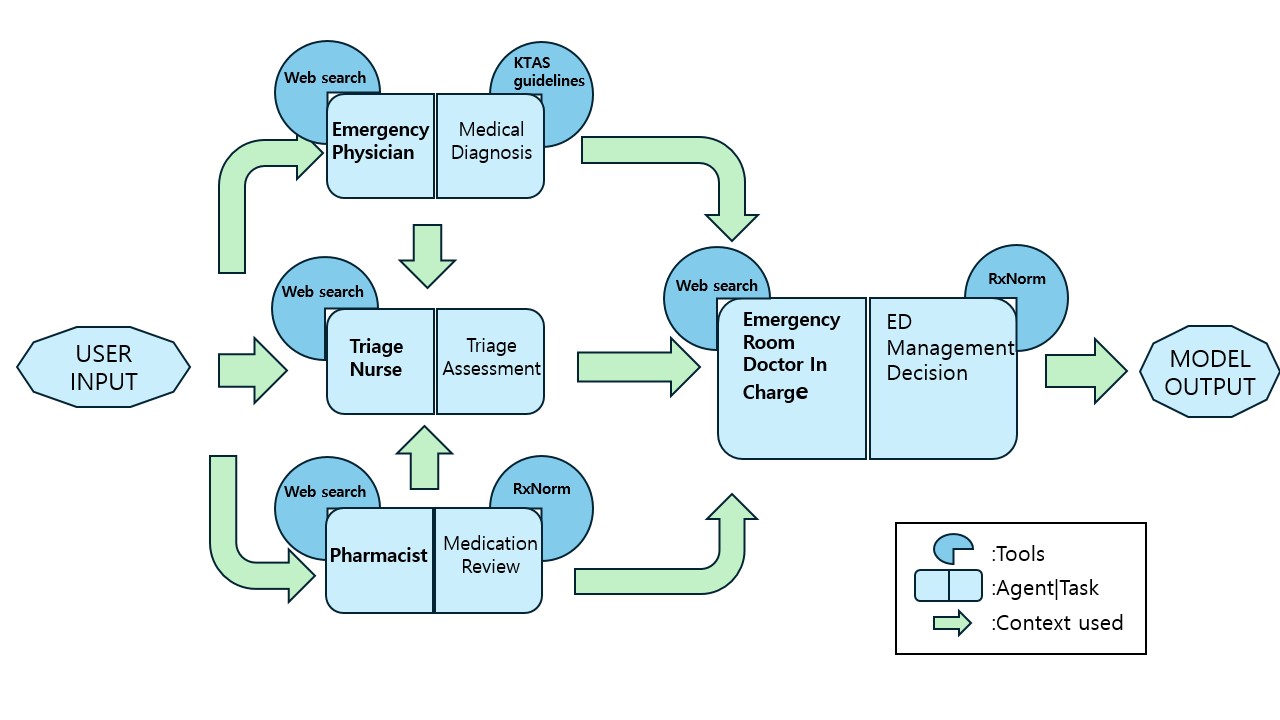 Web search
KTAS
guidelines
Emergency
Physician
Medical
Diagnosis
Web search
Triage
Nurse
Triage
Assessment
USER
INPUT
Web search
RxNorm
Pharmacist
Medication
Review
Web search
RxNorm
Emergency
Room
Doctor In
Charge
ED
Management
Decision
MODEL
OUTPUT
:Tools
:Agent|Task
:Context used